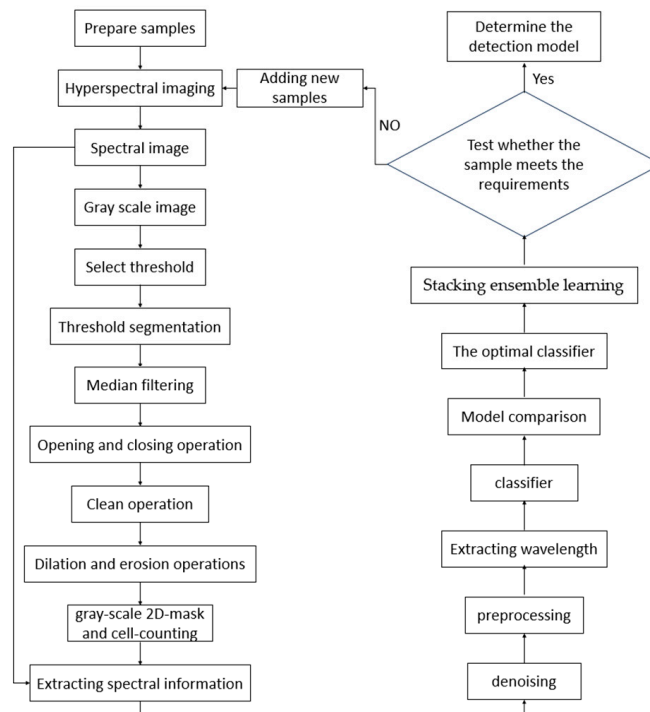 Prepare samples
Hyperspectral imaging
Adding new
samples
Spectral image
Gray scale image
Select threshold
Threshold segmentation
Median filtering
Opening and closing operation
Clean operation
Dilation and erosion operations
gray-scale 2D-mask
and cell-counting
Extracting spectral information
Determine the
detection model
Yes
NO
Test whether the
sample meets the
requirements
Stacking ensemble learning
The optimal classifier
Model comparison
classifier
Extracting wavelength
preprocessing
denoising